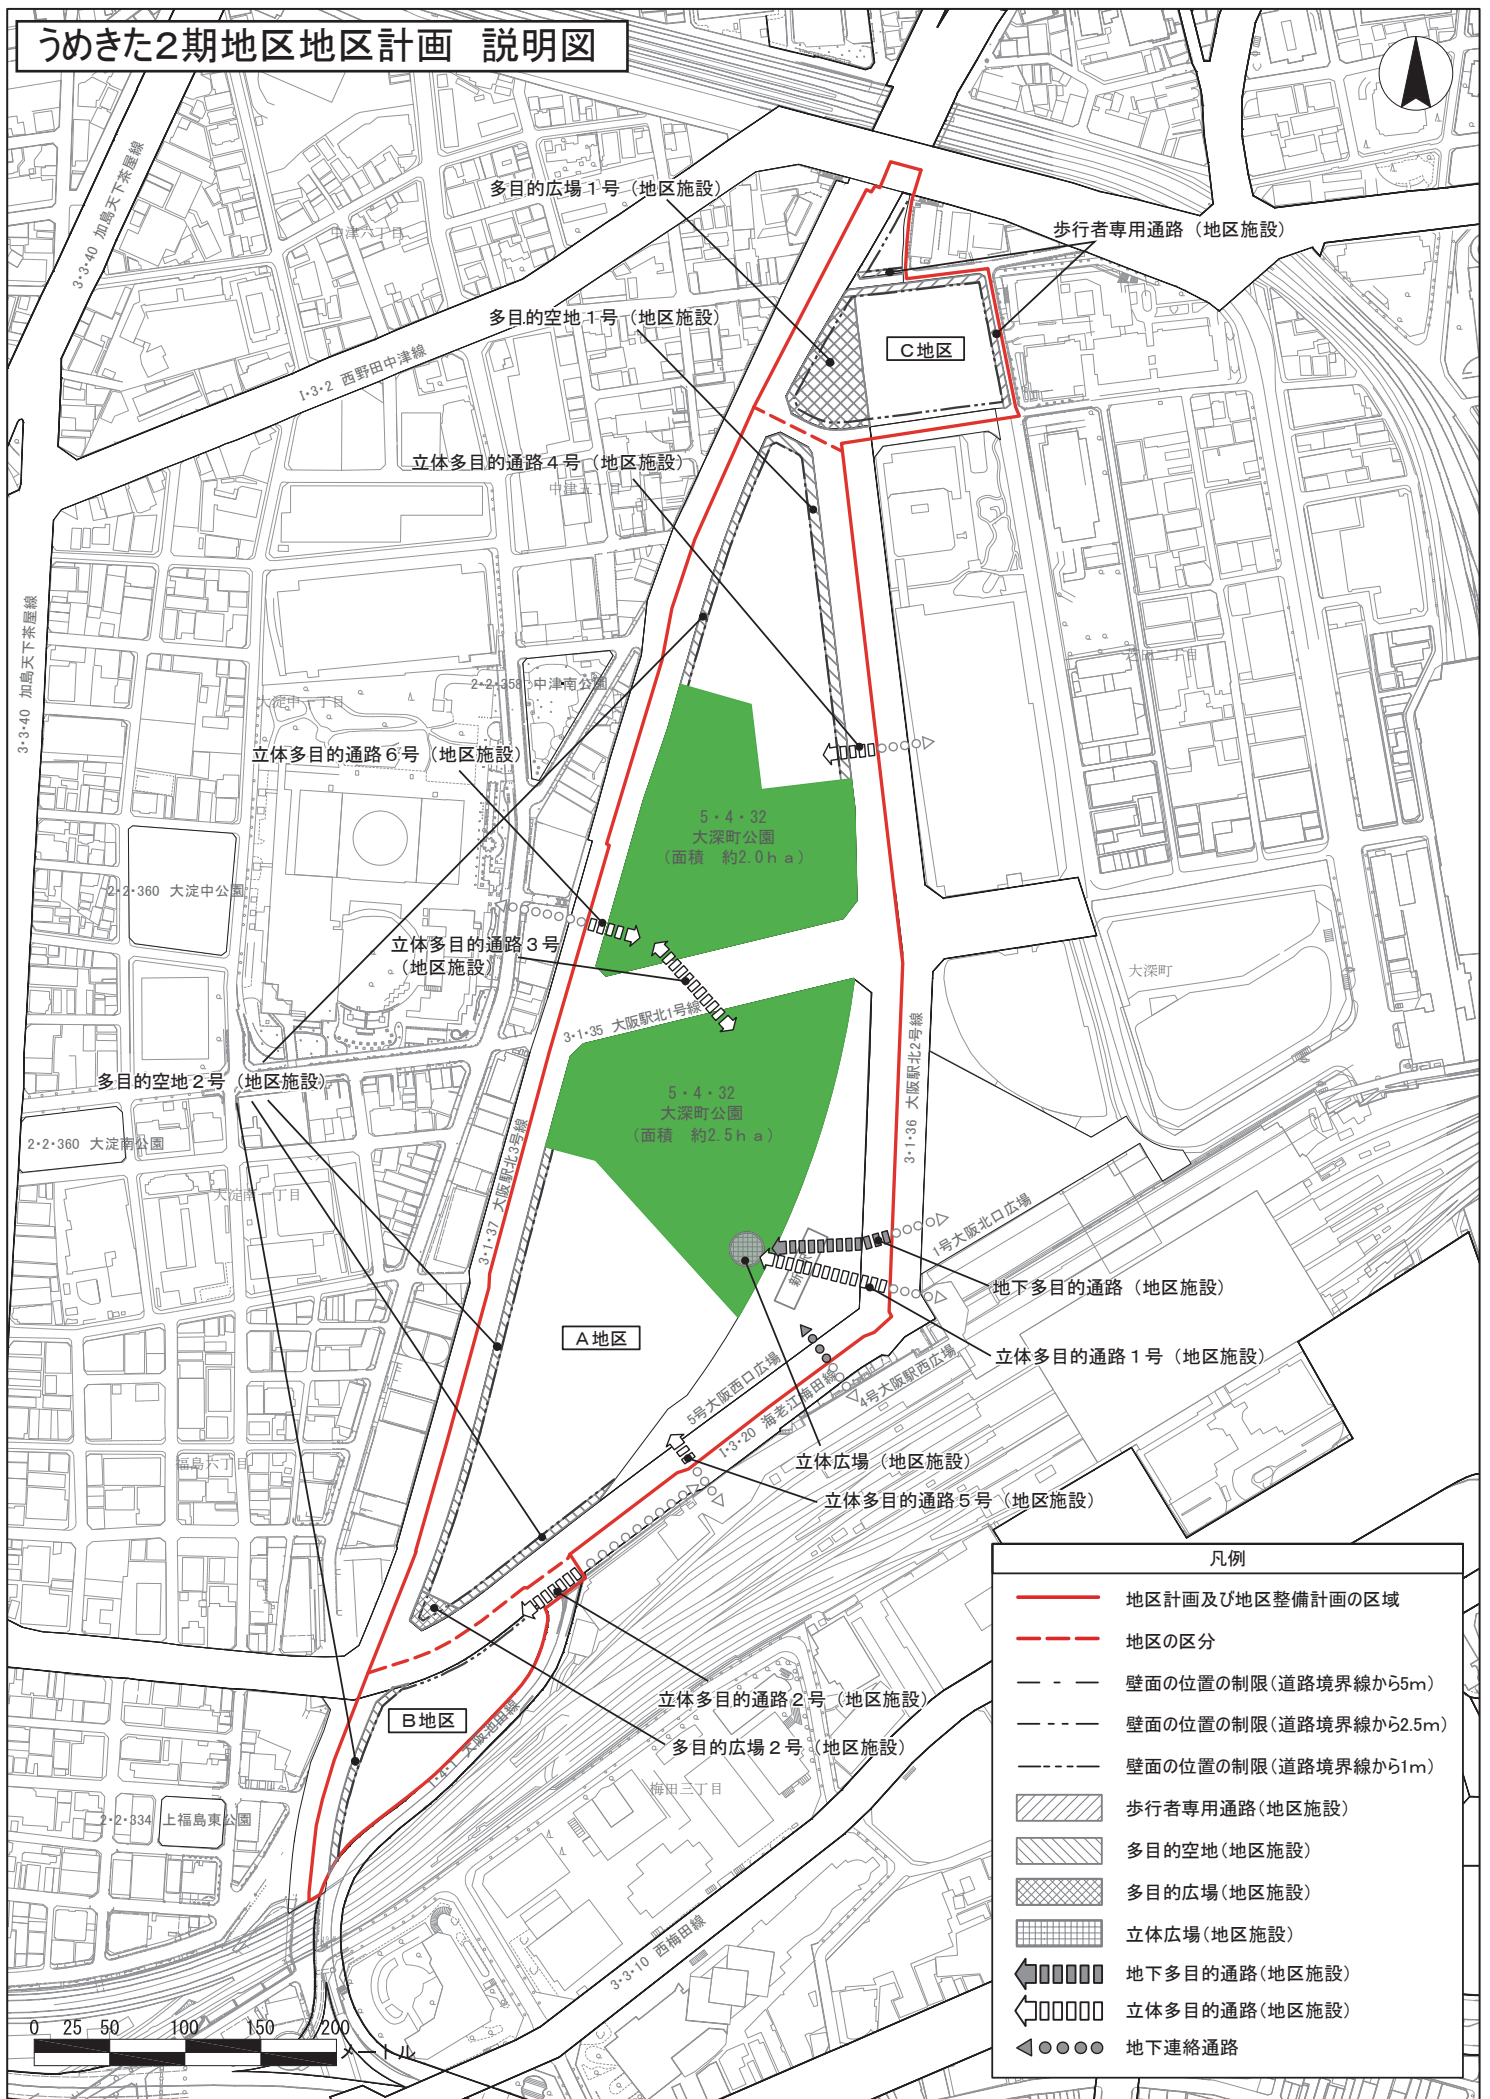 うめきた2期地区地区計画 説明図
多目的広場1号(地区施設)
歩行者専用通路(地区施設)
3・3・40 加島天下茶屋線
中津六丁目
多目的空地1号(地区施設)
C地区
1・3・2 西野田中津線
立体多目的通路4号(地区施設)
中津五丁目
3・3・40 加島天下茶屋線
芝田二丁目
2・2・358 中津南公園
大淀中一丁目
立体多目的通路6号(地区施設)
5・4・32
大深町公園
(面積 約2.0ha)
2・2・360 大淀中公園
立体多目的通路3号
(地区施設)
大深町
3・1・35 大阪駅北1号線
3・1・36 大阪駅北2号線
多目的空地2号(地区施設)
5・4・32
大深町公園
(面積 約2.5ha)
2・2・360 大淀南公園
大淀南一丁目
3・1・37 大阪駅北3号線
1号大阪北口広場
地下多目的通路(地区施設)
A地区
立体多目的通路1号(地区施設)
5号大阪西口広場
4号大阪駅西広場
1・3・20 海老江梅田線
立体広場(地区施設)
福島六丁目
立体多目的通路5号(地区施設)
立体多目的通路2号(地区施設)
B地区
多目的広場2号(地区施設)
1・4・1 大阪池田線
梅田三丁目
2・2・334 上福島東公園
3・3・10 西梅田線
凡例
地区計画及び地区整備計画の区域
地区の区分
壁面の位置の制限(道路境界線から5m)
壁面の位置の制限(道路境界線から2.5m)
壁面の位置の制限(道路境界線から1m)
歩行者専用通路(地区施設)
多目的空地(地区施設)
多目的広場(地区施設)
立体広場(地区施設)
地下多目的通路(地区施設)
立体多目的通路(地区施設)
地下連絡通路
0 25 50 100 150 200
メートル